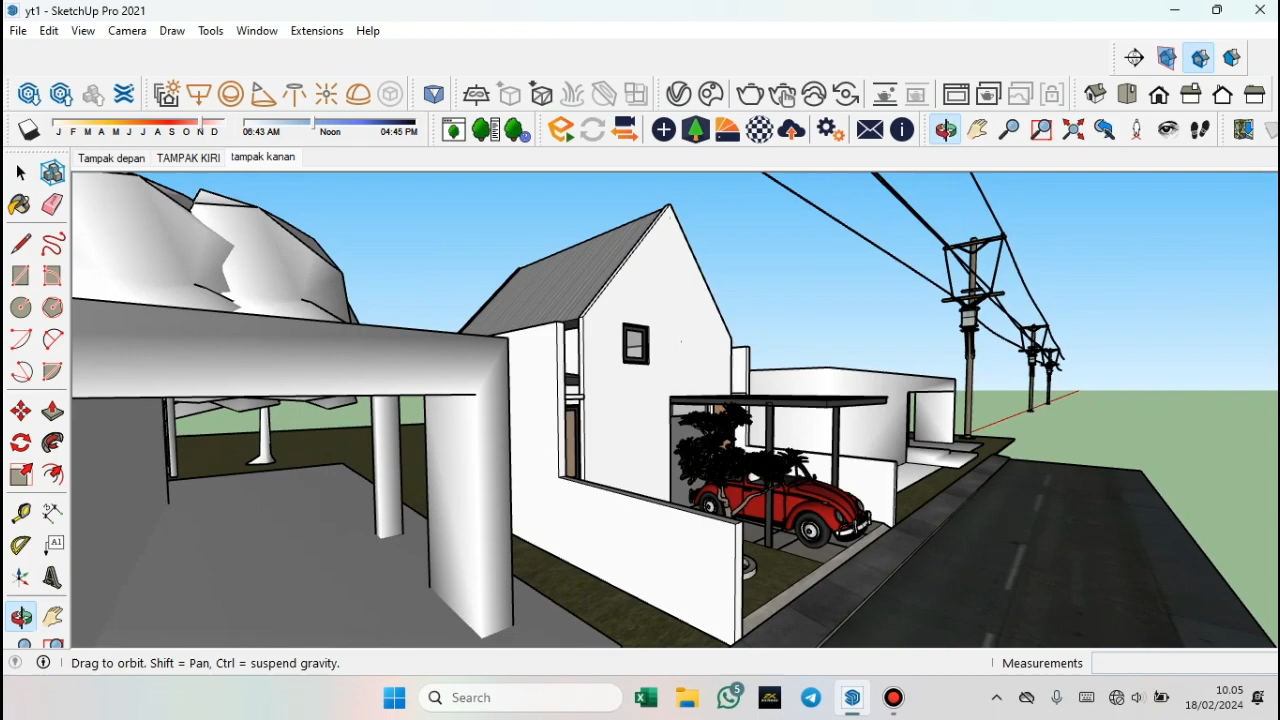 yt1 - SketchUp Pro 2021
File Edit View Camera Draw Tools Window Extensions Help
J F M A M J J A S O N D 06:43 AM Noon 04:45 PM
Tampak depan TAMPAK KIRI tampak kanan
A1
Drag to orbit. Shift = Pan, Ctrl = suspend gravity. Measurements
Search
5
10.05
18/02/2024